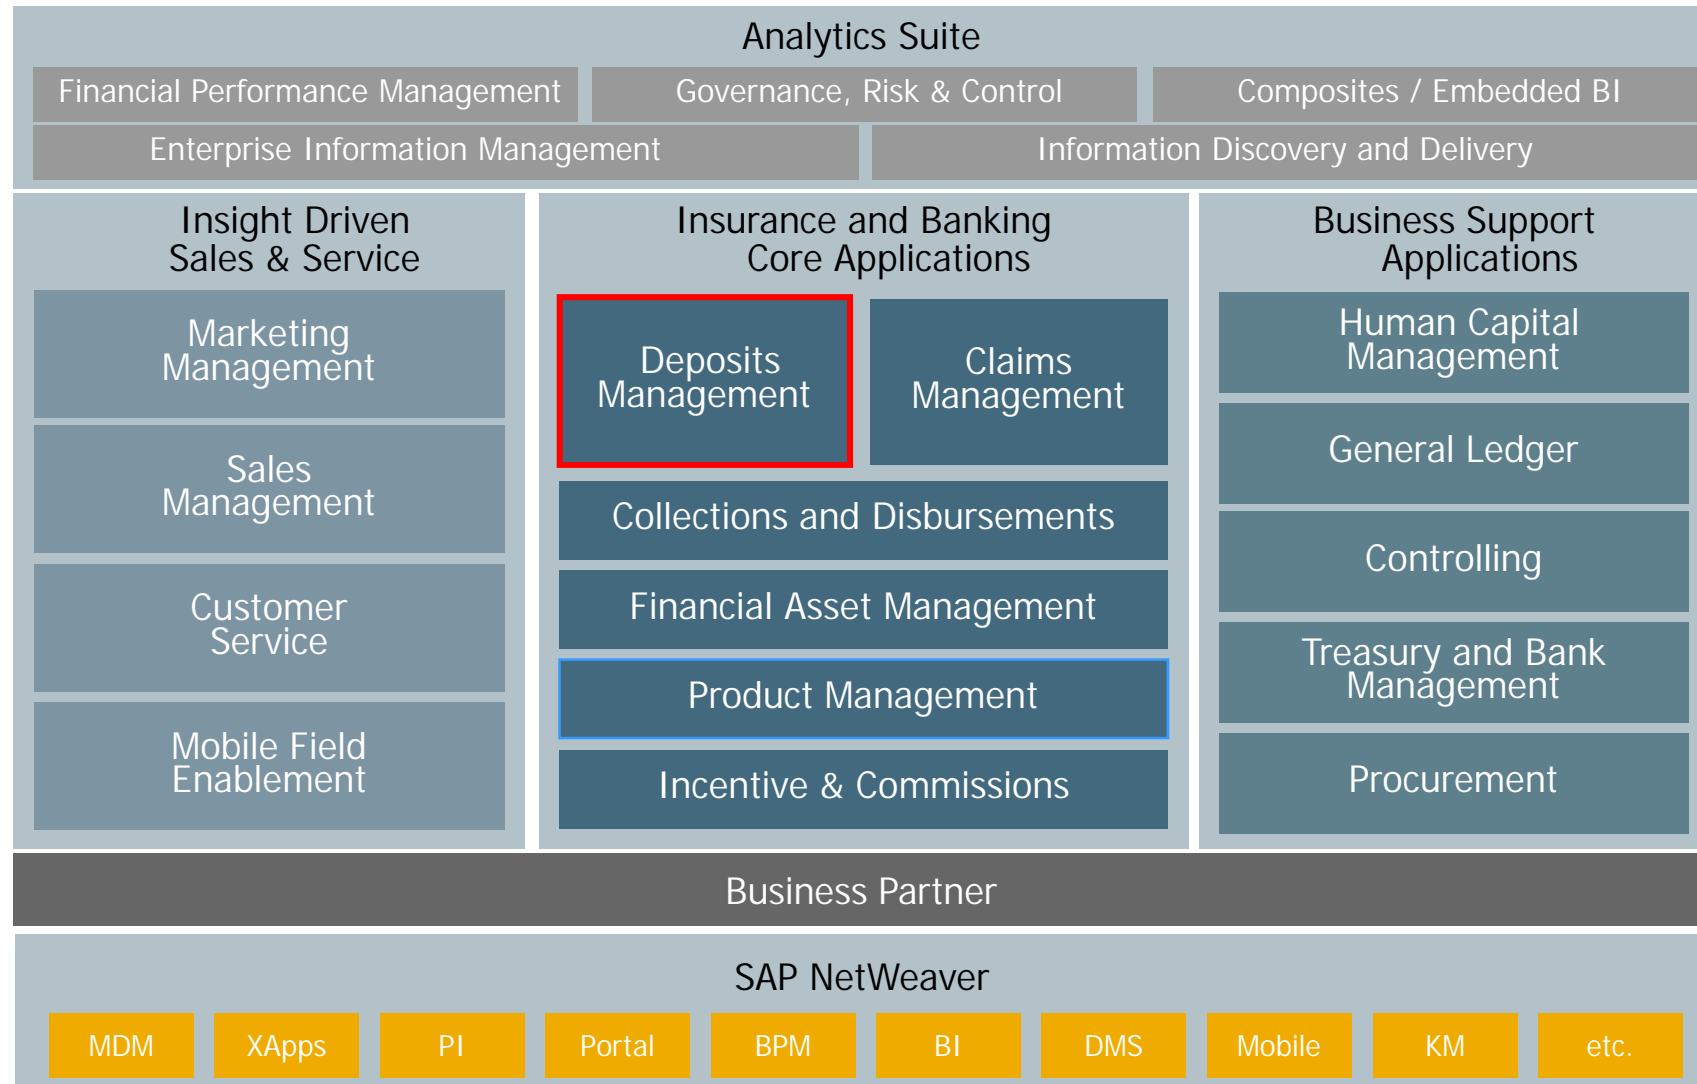 Analytics Suite
Financial Performance Management
Governance, Risk & Control
Composites / Embedded BI
Enterprise Information Management
Information Discovery and Delivery
Insight Driven
Sales & Service
Marketing
Management
Sales
Management
Customer
Service
Mobile Field
Enablement
Insurance and Banking
Core Applications
Deposits
Management
Claims
Management
Collections and Disbursements
Financial Asset Management
Product Management
Incentive & Commissions
Business Support
Applications
Human Capital
Management
General Ledger
Controlling
Treasury and Bank
Management
Procurement
Business Partner
SAP NetWeaver
MDM
XApps
PI
Portal
BPM
BI
DMS
Mobile
KM
etc.